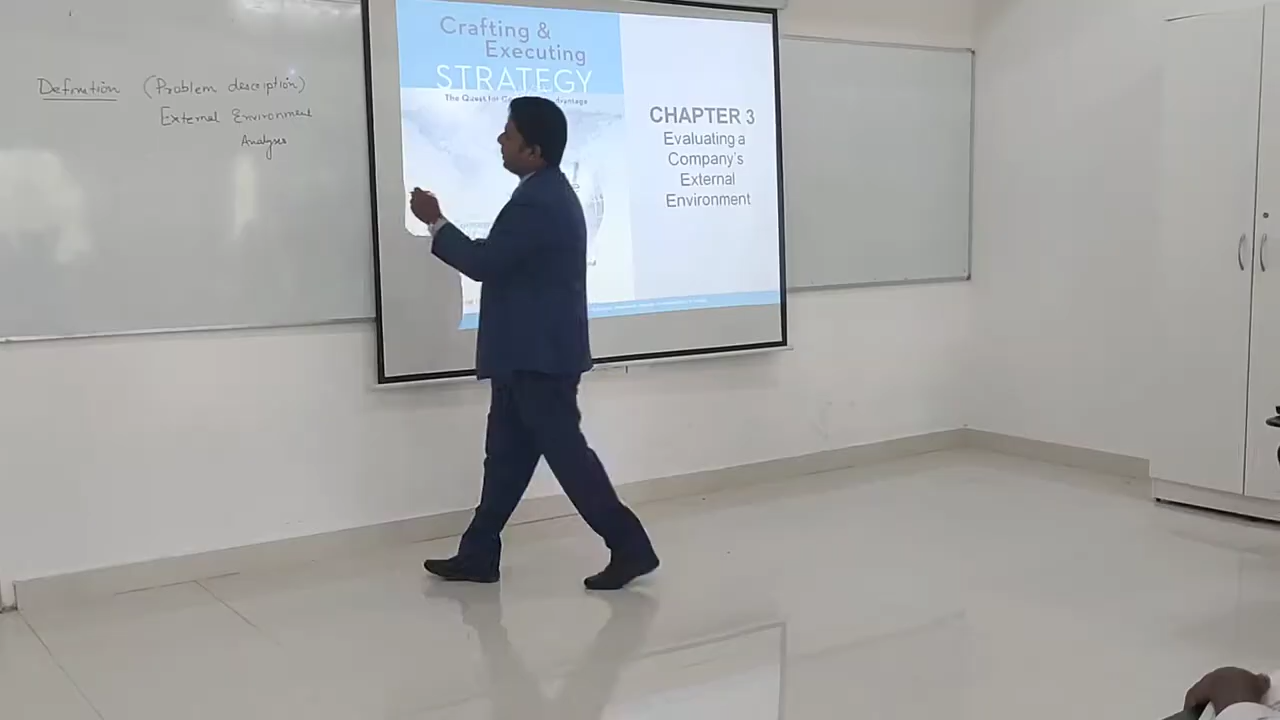 Definition (Problem description)
External Environment
Analysis
Crafting &
Executing
STRATEGY
The Quest for
CHAPTER 3
Evaluating a
Company's
External
Environment